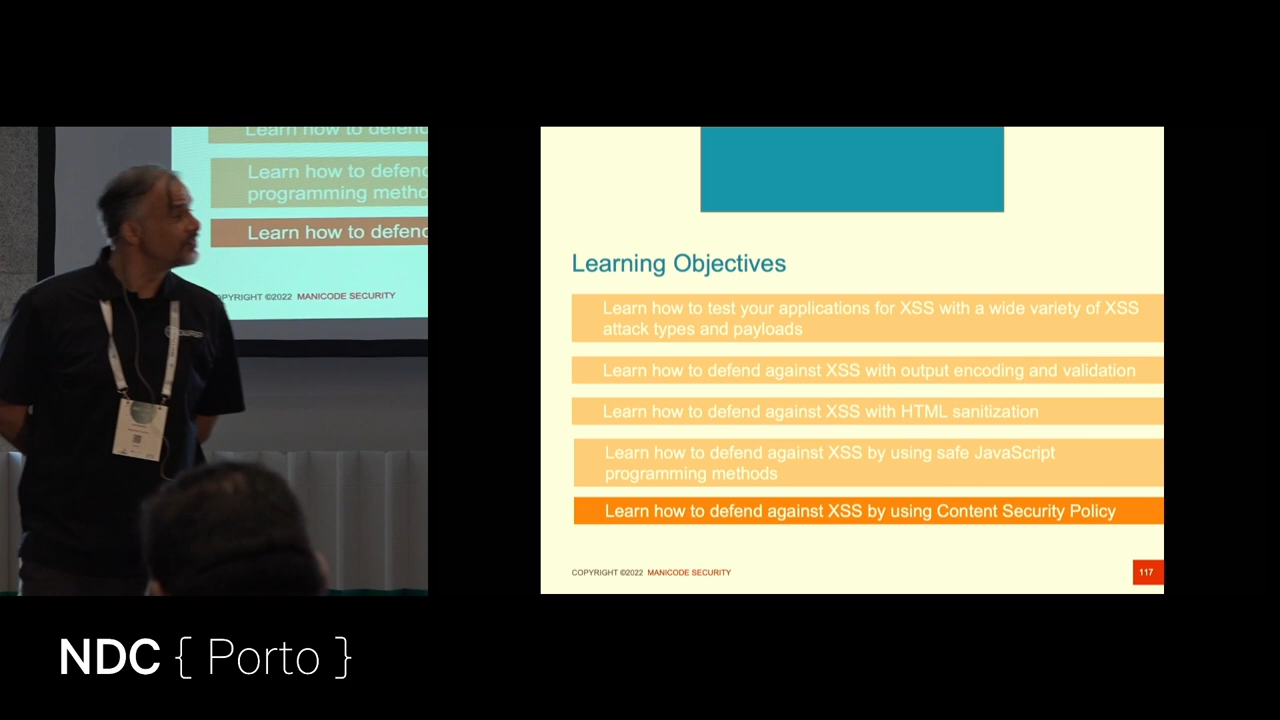 Learn how to defend
Learn how to defend
programming metho
Learn how to defend
COPYRIGHT ©2022 MANICODE SECURITY
Learning Objectives
Learn how to test your applications for XSS with a wide variety of XSS
attack types and payloads
Learn how to defend against XSS with output encoding and validation
Learn how to defend against XSS with HTML sanitization
Learn how to defend against XSS by using safe JavaScript
programming methods
Learn how to defend against XSS by using Content Security Policy
COPYRIGHT ©2022 MANICODE SECURITY
117
NDC { Porto }